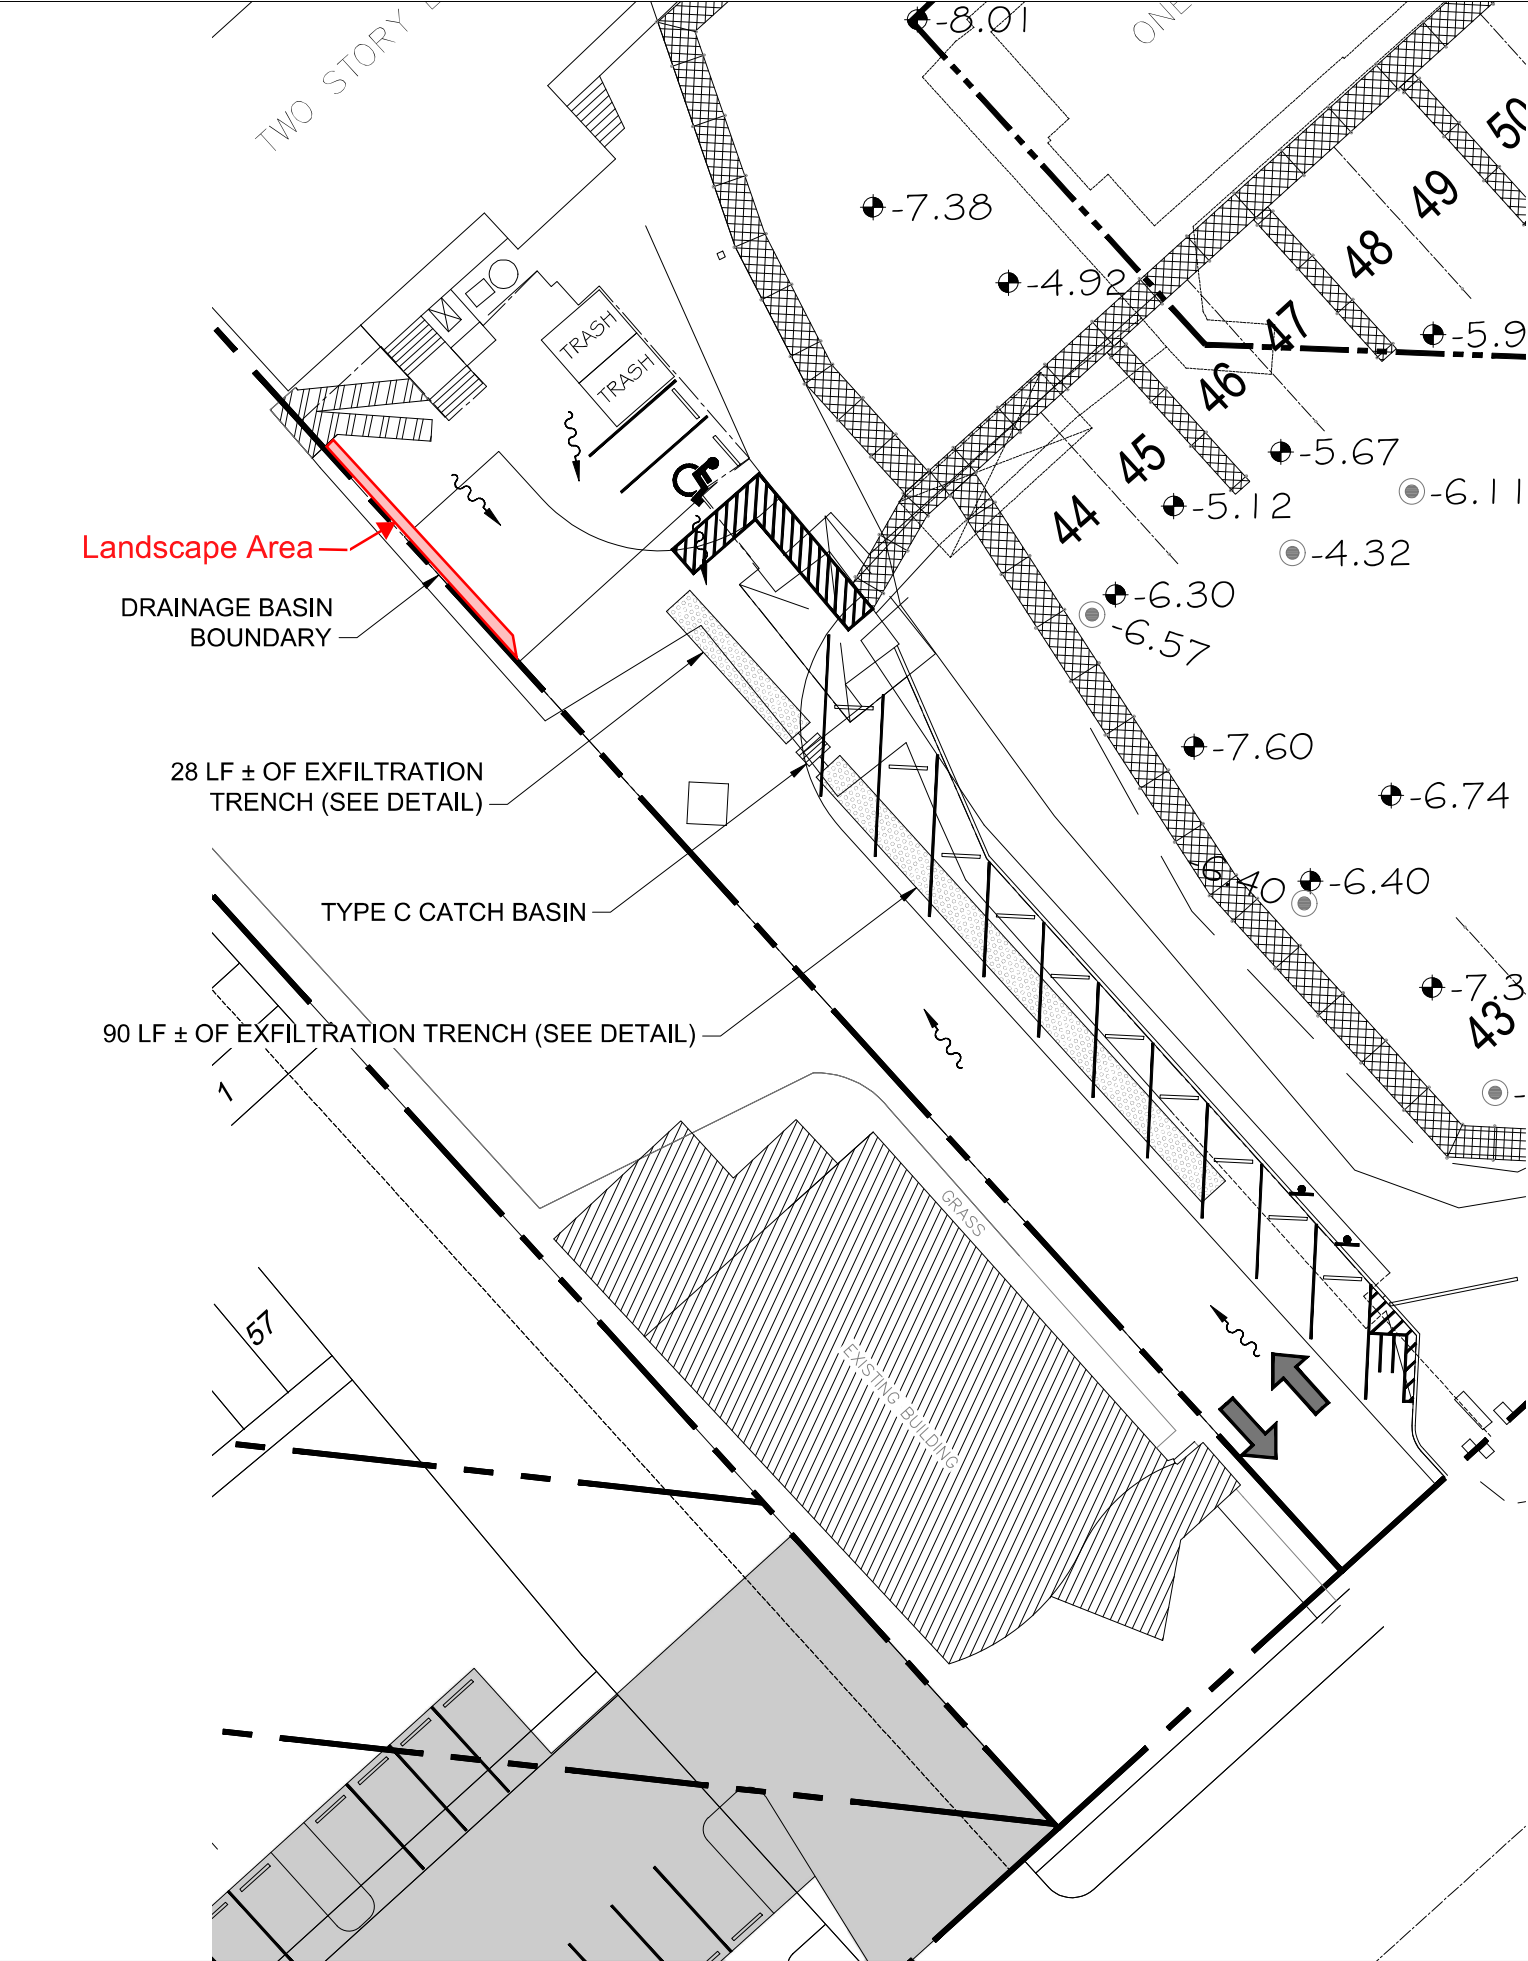 TWO STORY
-8.01
50
49
-7.38
48
-4.92
47
-5.9
TRASH
TRASH
46
45
-5.67
-6.11
44
-5.12
Landscape Area
-4.32
DRAINAGE BASIN
BOUNDARY
-6.30
-6.57
-7.60
28 LF ± OF EXFILTRATION
TRENCH (SEE DETAIL)
-6.74
-6.40
-6.40
TYPE C CATCH BASIN
-7.3
43
90 LF ± OF EXFILTRATION TRENCH (SEE DETAIL)
1
GRASS
57
EXISTING BUILDING